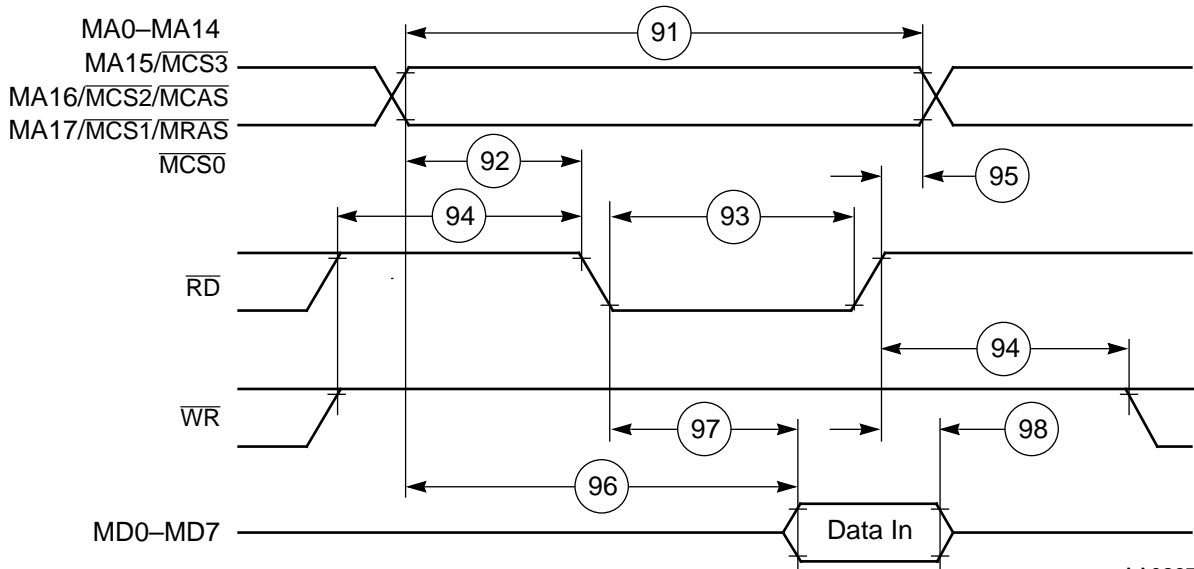 MA0–MA14
91
MA15/MCS3
MA16/MCS2/MCAS
MA17/MCS1/MRAS
MCS0
92
95
94
93
RD
94
WR
97
98
96
MD0–MD7
Data In